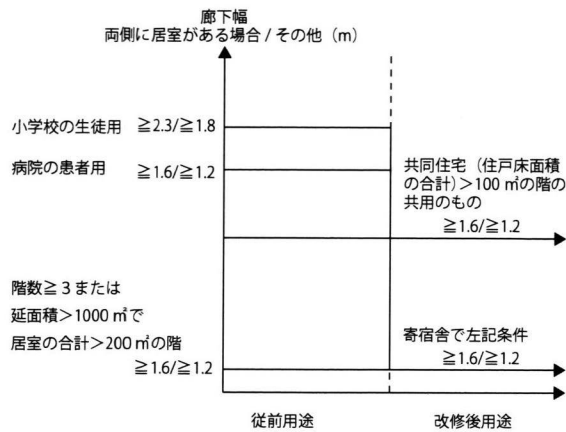 廊下幅
両側に居室がある場合 / その他（m）
小学校の生徒用 ≧2.3/≧1.8
病院の患者用 ≧1.6/≧1.2
共同住宅（住戸床面積
の合計）＞100 ㎡の階の
共用のもの
≧1.6/≧1.2
階数≧３または
延面積＞1000 ㎡で
居室の合計＞200 ㎡の階
≧1.6/≧1.2
寄宿舎で左記条件
≧1.6/≧1.2
従前用途
改修後用途